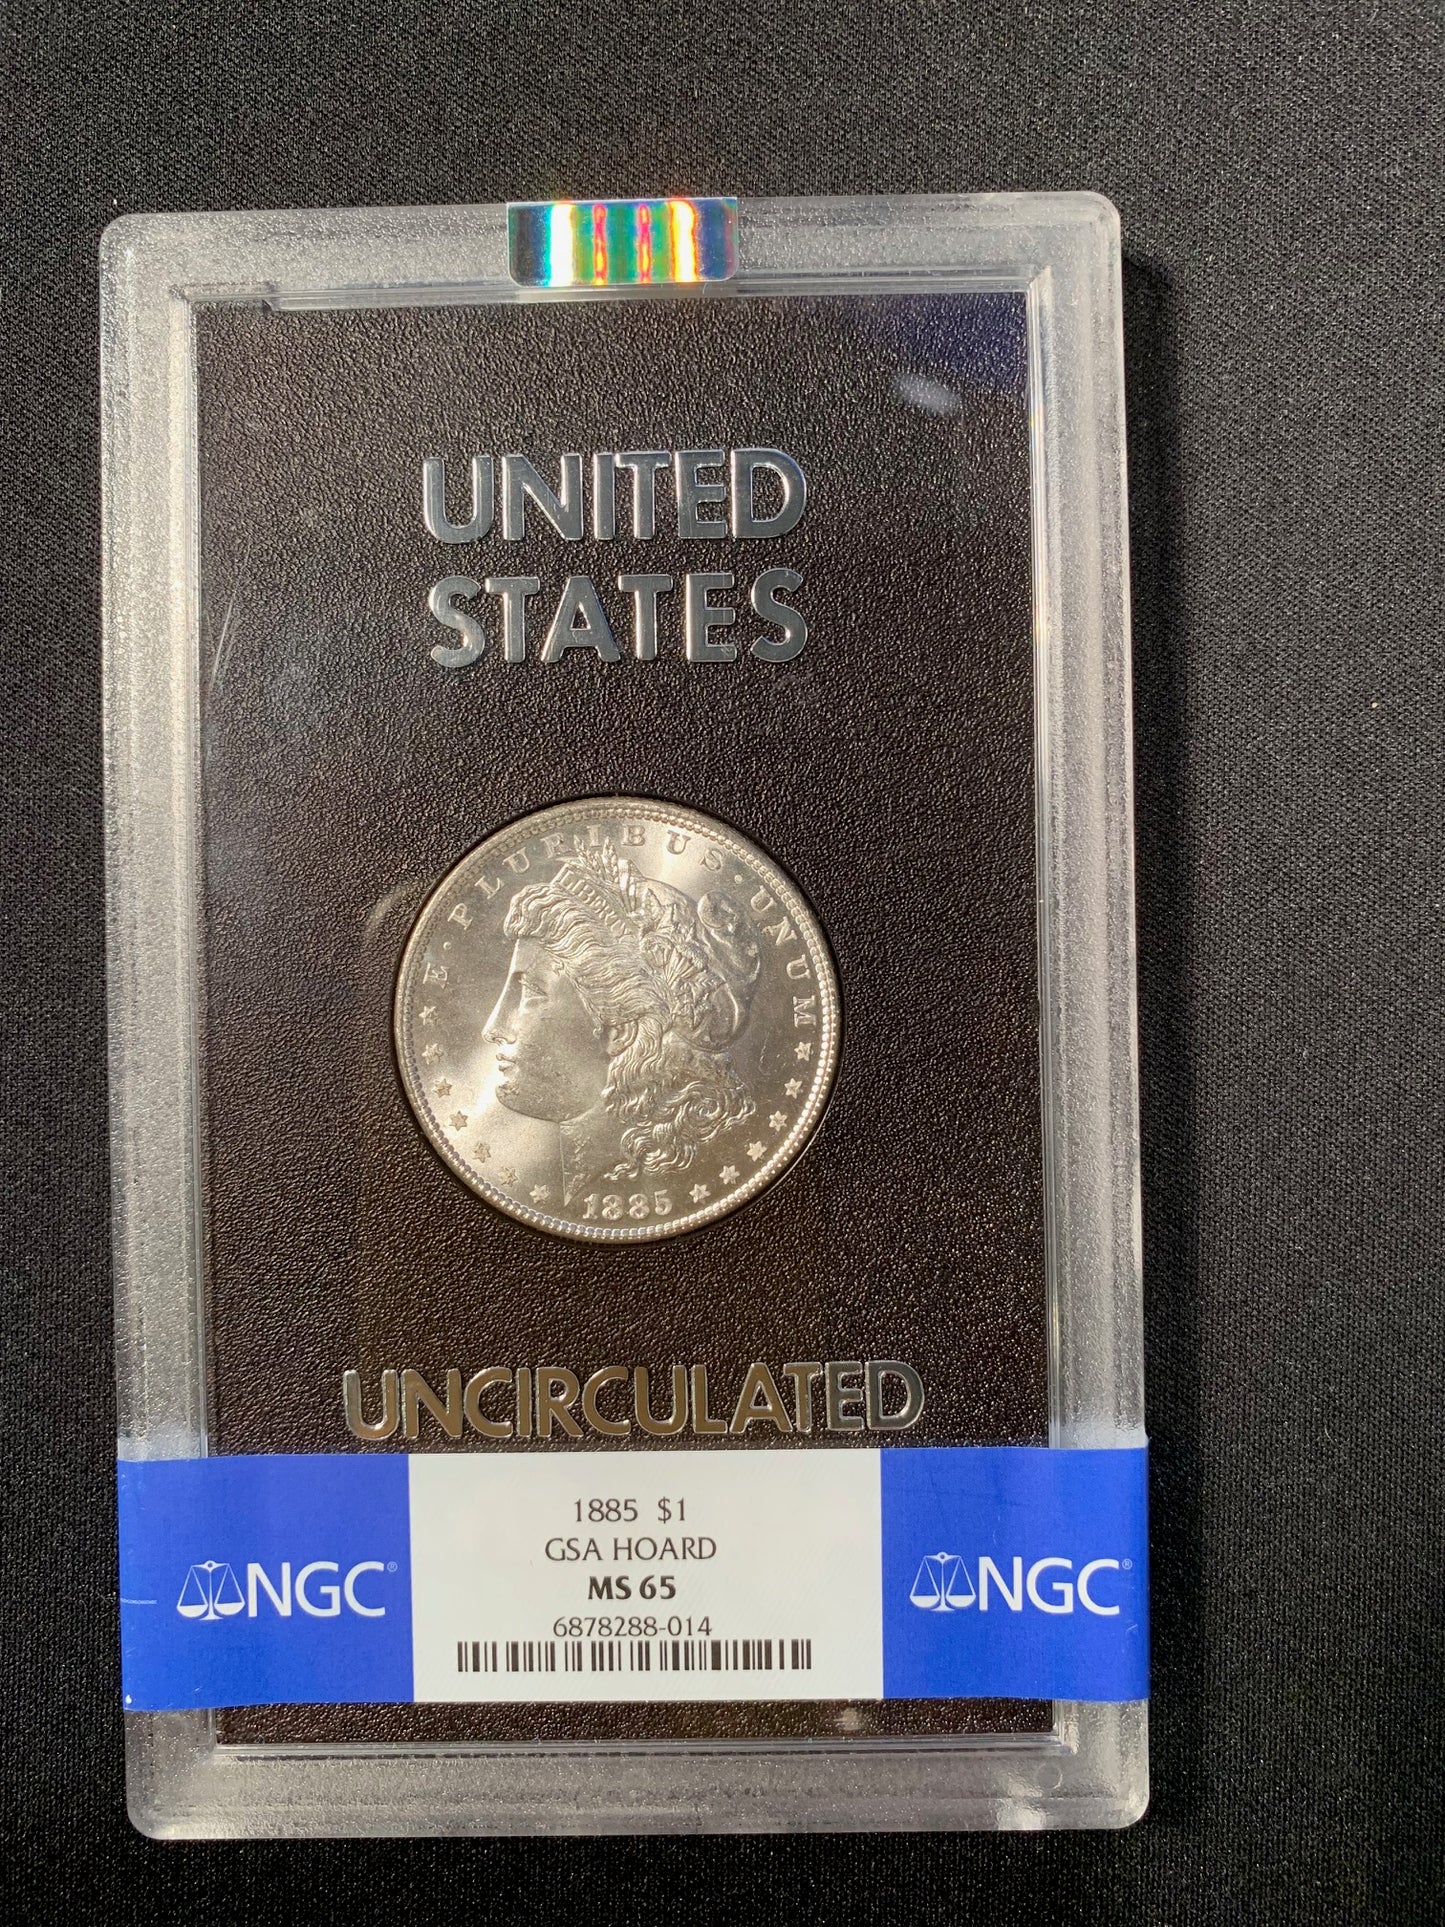 UNITED
STATES
E · PLURIBUS · UNUM
LIBERTY
1885
UNCIRCULATED
1885 $1
GSA HOARD
MS 65
6878288-014
NGC®
NGC®